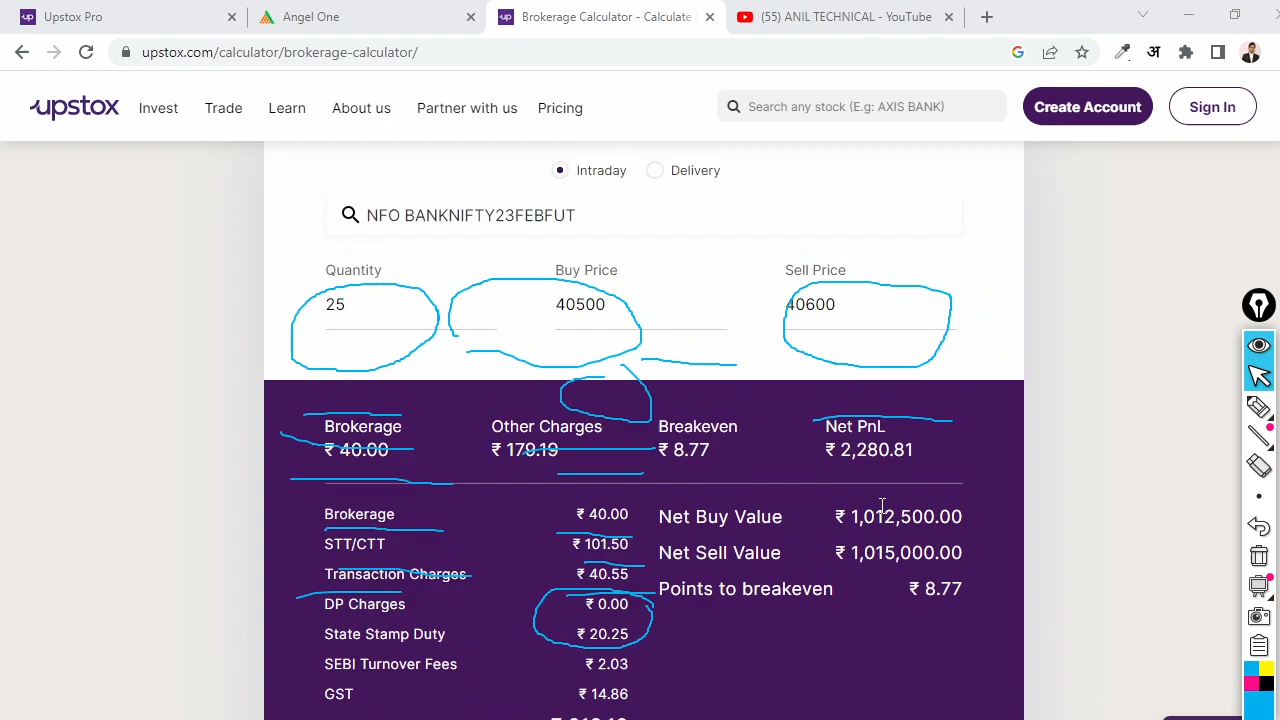 Upstox Pro
Angel One
Brokerage Calculator - Calculate
(55) ANIL TECHNICAL - YouTube
upstox.com/calculator/brokerage-calculator/
अ
upstox Invest Trade Learn About us Partner with us Pricing
Search any stock (E.g: AXIS BANK)
Create Account
Sign In
Intraday Delivery
NFO BANKNIFTY23FEBFUT
Quantity Buy Price Sell Price
25 40500 40600
Brokerage Other Charges Breakeven Net PnL
₹ 40.00 ₹ 179.19 ₹ 8.77 ₹ 2,280.81
Brokerage ₹ 40.00
STT/CTT ₹ 101.50
Transaction Charges ₹ 40.55
DP Charges ₹ 0.00
State Stamp Duty ₹ 20.25
SEBI Turnover Fees ₹ 2.03
GST ₹ 14.86
Net Buy Value ₹ 1,012,500.00
Net Sell Value ₹ 1,015,000.00
Points to breakeven ₹ 8.77